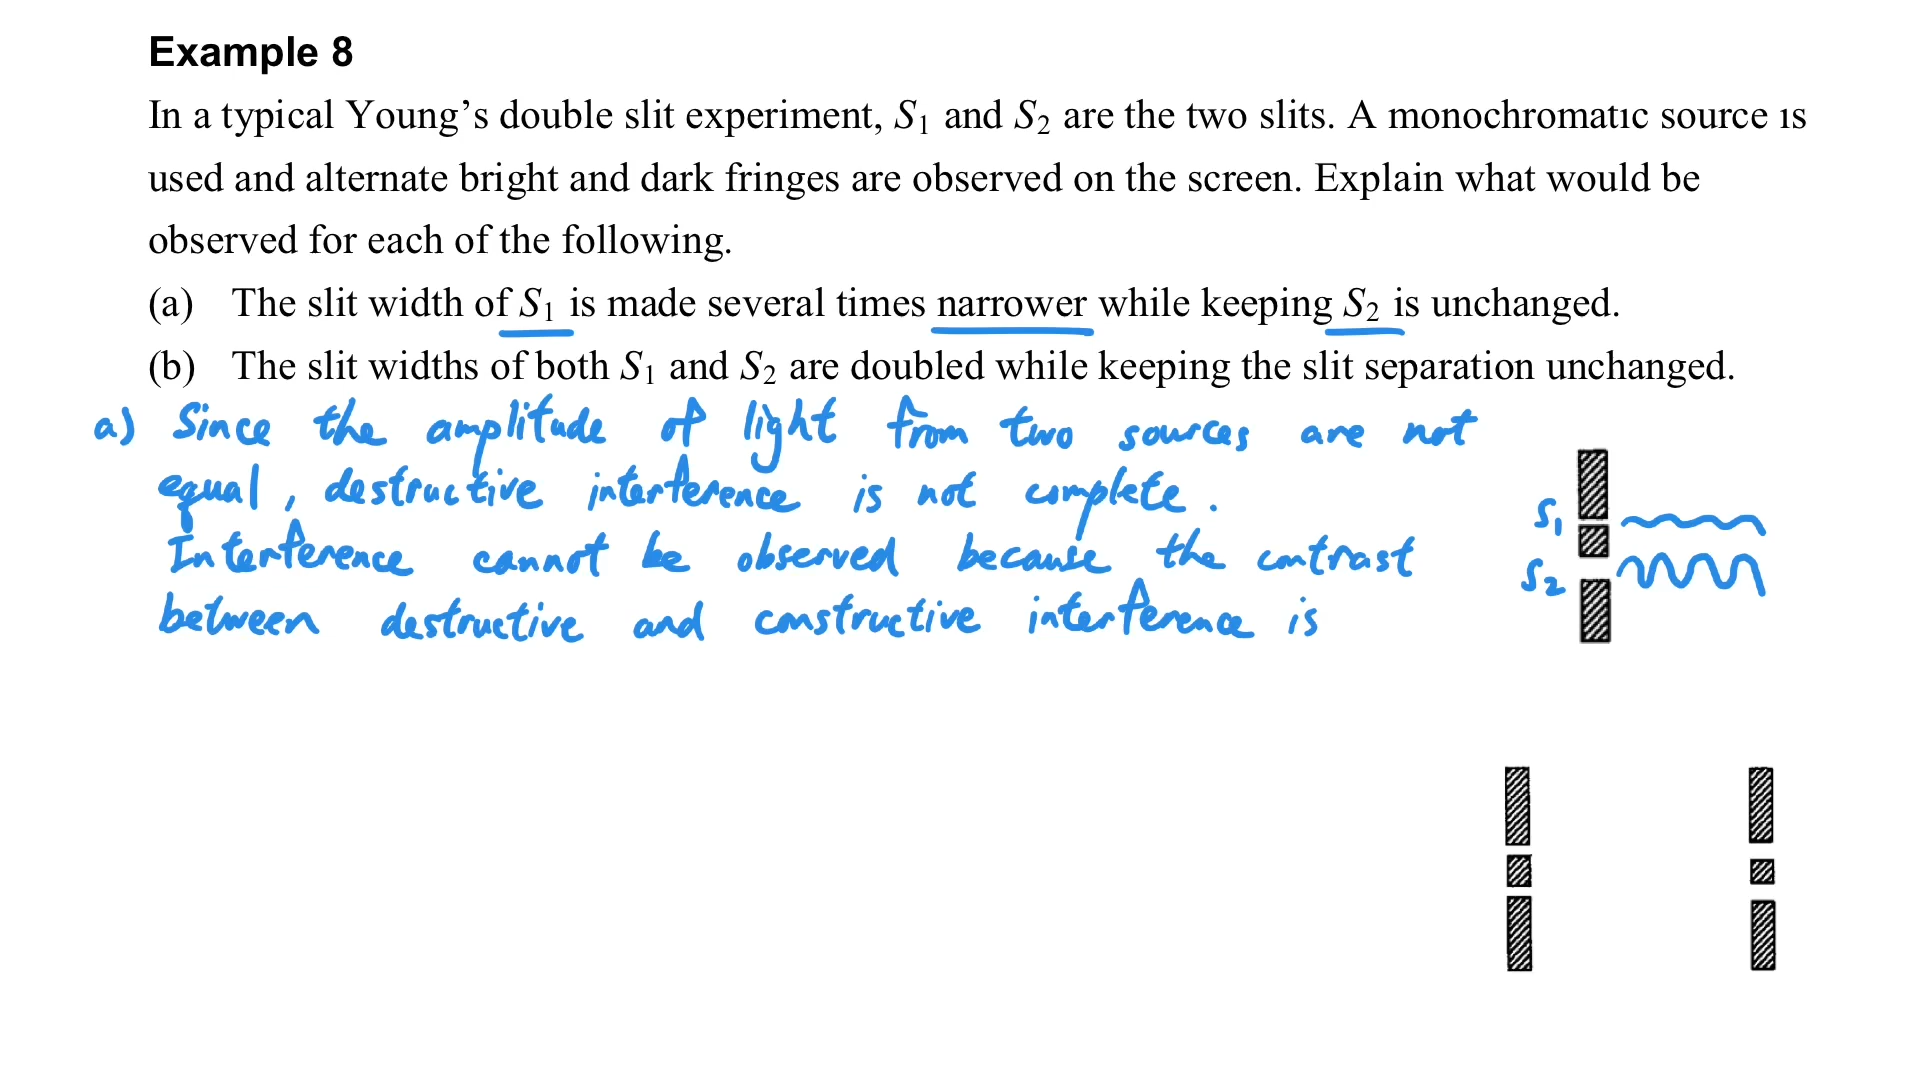 Example 8
In a typical Young’s double slit experiment, S₁ and S₂ are the two slits. A monochromatic source is
used and alternate bright and dark fringes are observed on the screen. Explain what would be
observed for each of the following.
(a) The slit width of S₁ is made several times narrower while keeping S₂ is unchanged.
(b) The slit widths of both S₁ and S₂ are doubled while keeping the slit separation unchanged.
a) Since the amplitude of light from two sources are not
equal, destructive interference is not complete.
Interference cannot be observed because the contrast
between destructive and constructive interference is
S₁
S₂